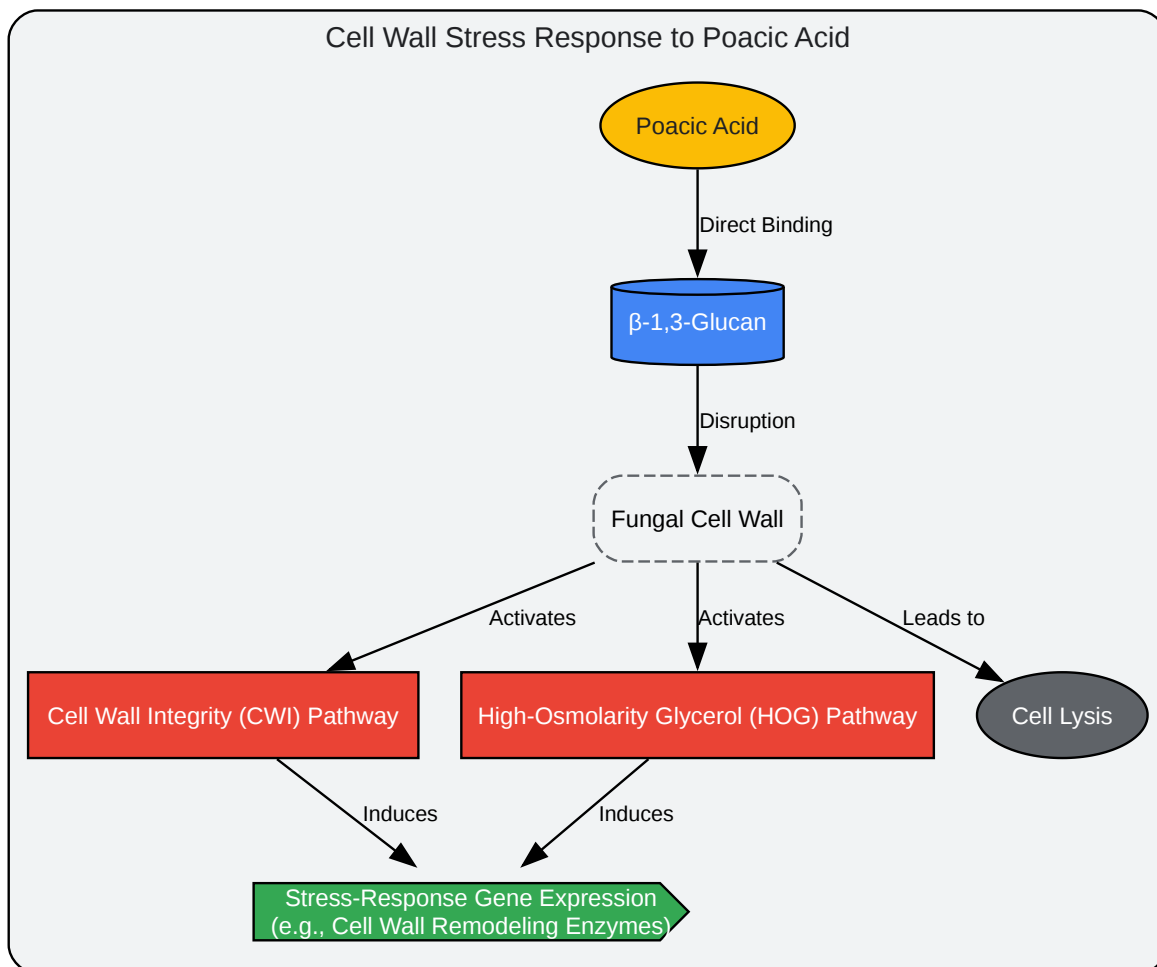 Cell Wall Stress Response to Poacic Acid
Poacic Acid
Direct Binding
β-1,3-Glucan
Disruption
Fungal Cell Wall
Activates
Activates
Leads to
Cell Wall Integrity (CWI) Pathway
High-Osmolarity Glycerol (HOG) Pathway
Cell Lysis
Induces
Induces
Stress-Response Gene Expression
(e.g., Cell Wall Remodeling Enzymes)